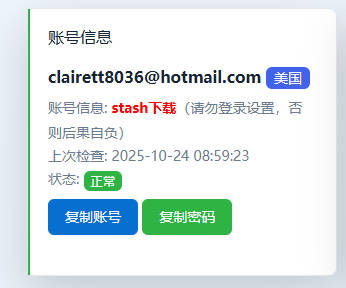 账号信息
clairett8036@hotmail.com 美国
账号信息: stash下载（请勿登录设置，否
则后果自负）
上次检查: 2025-10-24 08:59:23
状态: 正常
复制账号 复制密码